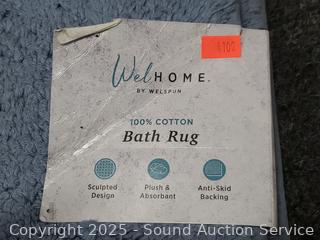 4100
WelHOME.
BY WELSPUN
100% COTTON
Bath Rug
Sculpted Design
Plush & Absorbant
Anti-Skid Backing
Copyright 2025 - Sound Auction Service